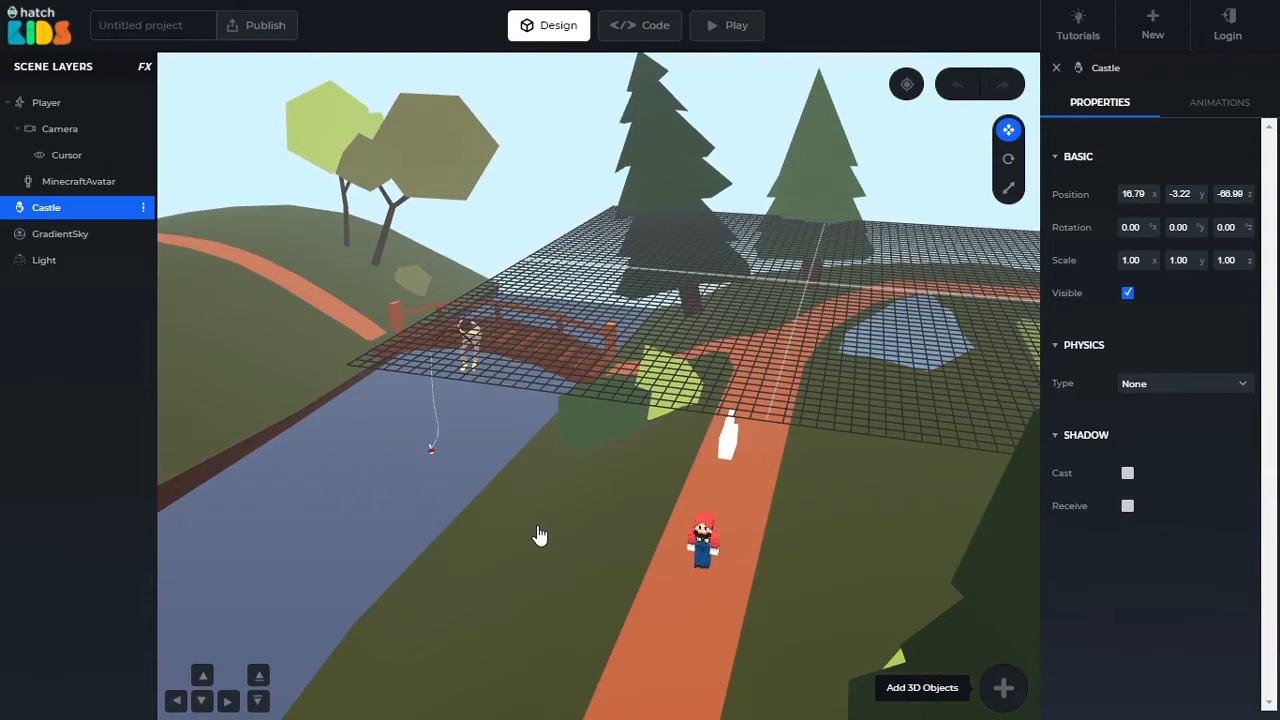 hatch
KIDS
Untitled project
Publish
Design
</> Code
Play
Tutorials
New
Login
SCENE LAYERS
FX
Player
Camera
Cursor
MinecraftAvatar
Castle
GradientSky
Light
Castle
PROPERTIES
ANIMATIONS
BASIC
Position 16.79 x -3.22 y -66.99 z
Rotation 0.00 °x 0.00 °y 0.00 °z
Scale 1.00 x 1.00 y 1.00 z
Visible
PHYSICS
Type None
SHADOW
Cast
Receive
Add 3D Objects